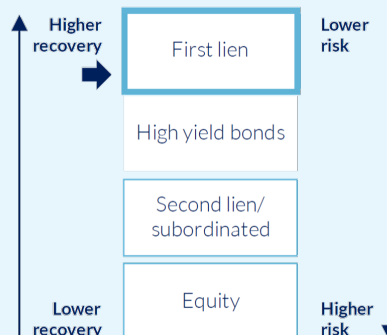 Higher
recovery
First lien
Lower
risk
High yield bonds
Second lien/
subordinated
Lower
recovery
Equity
Higher
risk